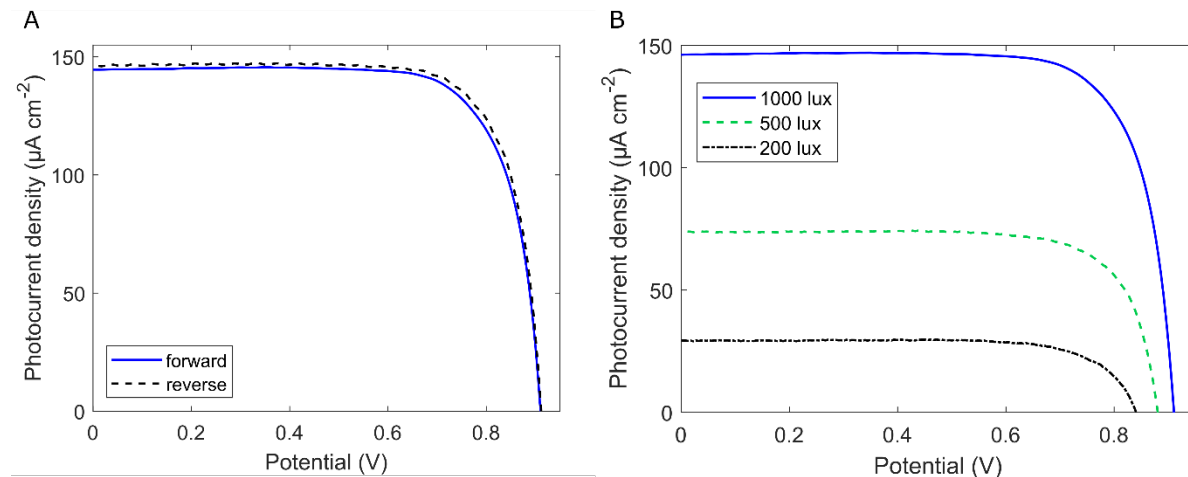 A
150
100
50
0
Photocurrent density (µA cm⁻²)
forward
reverse
0 0.2 0.4 0.6 0.8
Potential (V)
B
150
100
50
0
Photocurrent density (µA cm⁻²)
1000 lux
500 lux
200 lux
0 0.2 0.4 0.6 0.8
Potential (V)